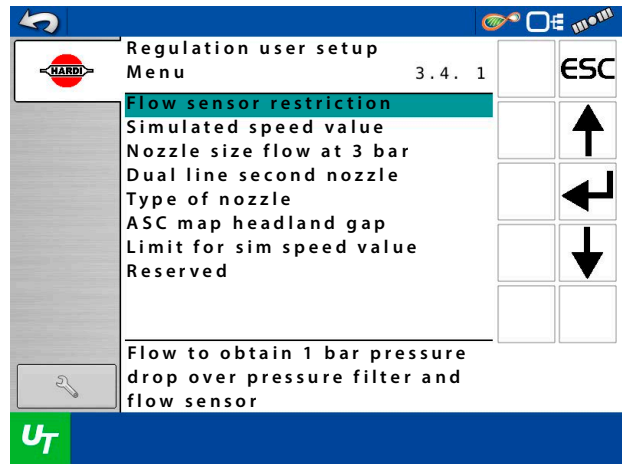 Regulation user setup
HARDI
Menu 3.4. 1
ESC
Flow sensor restriction
Simulated speed value
Nozzle size flow at 3 bar
Dual line second nozzle
Type of nozzle
ASC map headland gap
Limit for sim speed value
Reserved
Flow to obtain 1 bar pressure
drop over pressure filter and
flow sensor
UT